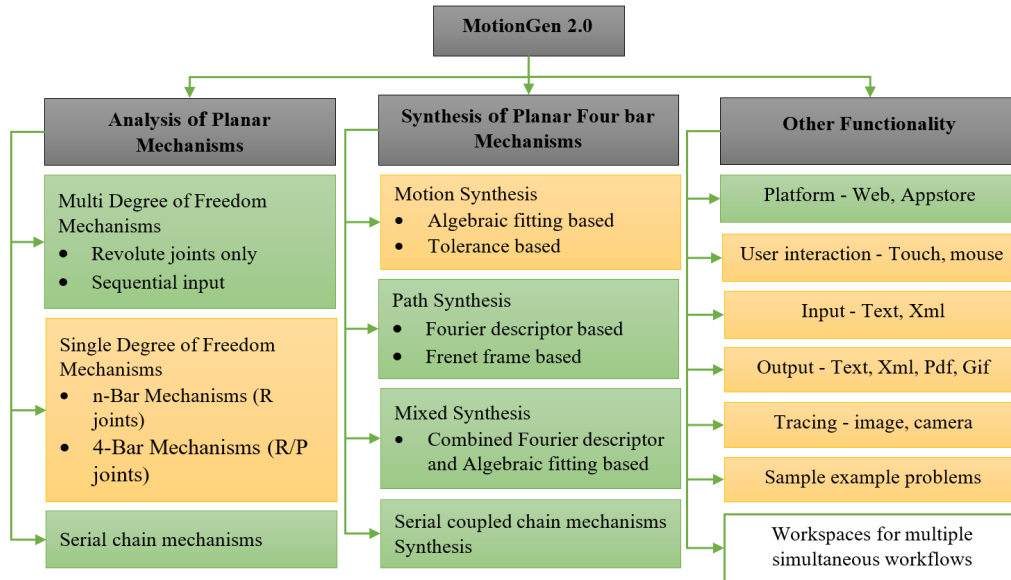 MotionGen 2.0
Analysis of Planar
Mechanisms
Multi Degree of Freedom
Mechanisms
• Revolute joints only
• Sequential input
Single Degree of Freedom
Mechanisms
• n-Bar Mechanisms (R
joints)
• 4-Bar Mechanisms (R/P
joints)
Serial chain mechanisms
Synthesis of Planar Four bar
Mechanisms
Motion Synthesis
• Algebraic fitting based
• Tolerance based
Path Synthesis
• Fourier descriptor based
• Frenet frame based
Mixed Synthesis
• Combined Fourier descriptor
and Algebraic fitting based
Serial coupled chain mechanisms
Synthesis
Other Functionality
Platform - Web, Appstore
User interaction - Touch, mouse
Input - Text, Xml
Output - Text, Xml, Pdf, Gif
Tracing - image, camera
Sample example problems
Workspaces for multiple
simultaneous workflows